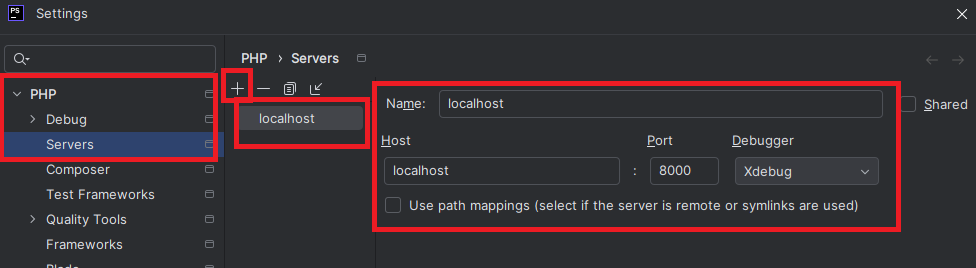 PS Settings
PHP › Servers
PHP
Debug
Servers
Composer
Test Frameworks
Quality Tools
Frameworks
localhost
Name: localhost
Shared
Host Port Debugger
localhost : 8000 Xdebug
Use path mappings (select if the server is remote or symlinks are used)